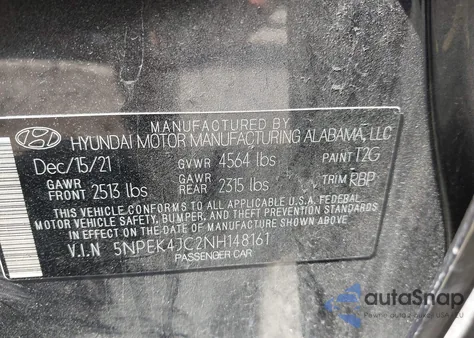 MANUFACTURED BY
HYUNDAI MOTOR MANUFACTURING ALABAMA, LLC
Dec/15/21 GVWR 4564 lbs PAINT T2G
GAWR FRONT 2513 lbs GAWR REAR 2315 lbs TRIM RBP
THIS VEHICLE CONFORMS TO ALL APPLICABLE U.S.A. FEDERAL
MOTOR VEHICLE SAFETY, BUMPER, AND THEFT PREVENTION STANDARDS
IN EFFECT ON THE DATE OF MANUFACTURE SHOWN ABOVE.
V.I.N 5NPEK4JC2NH148161
PASSENGER CAR
autaSnap